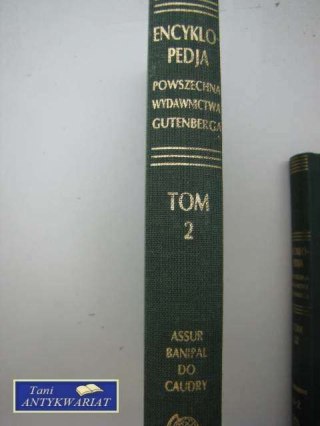 ENCYKLO
PEDJA
POWSZECHNA
WYDAWNICTWA
GUTENBERGA
TOM
2
ASSUR
BANIPAL
DO
CAUDRY
Tani
ANTYKWARIAT